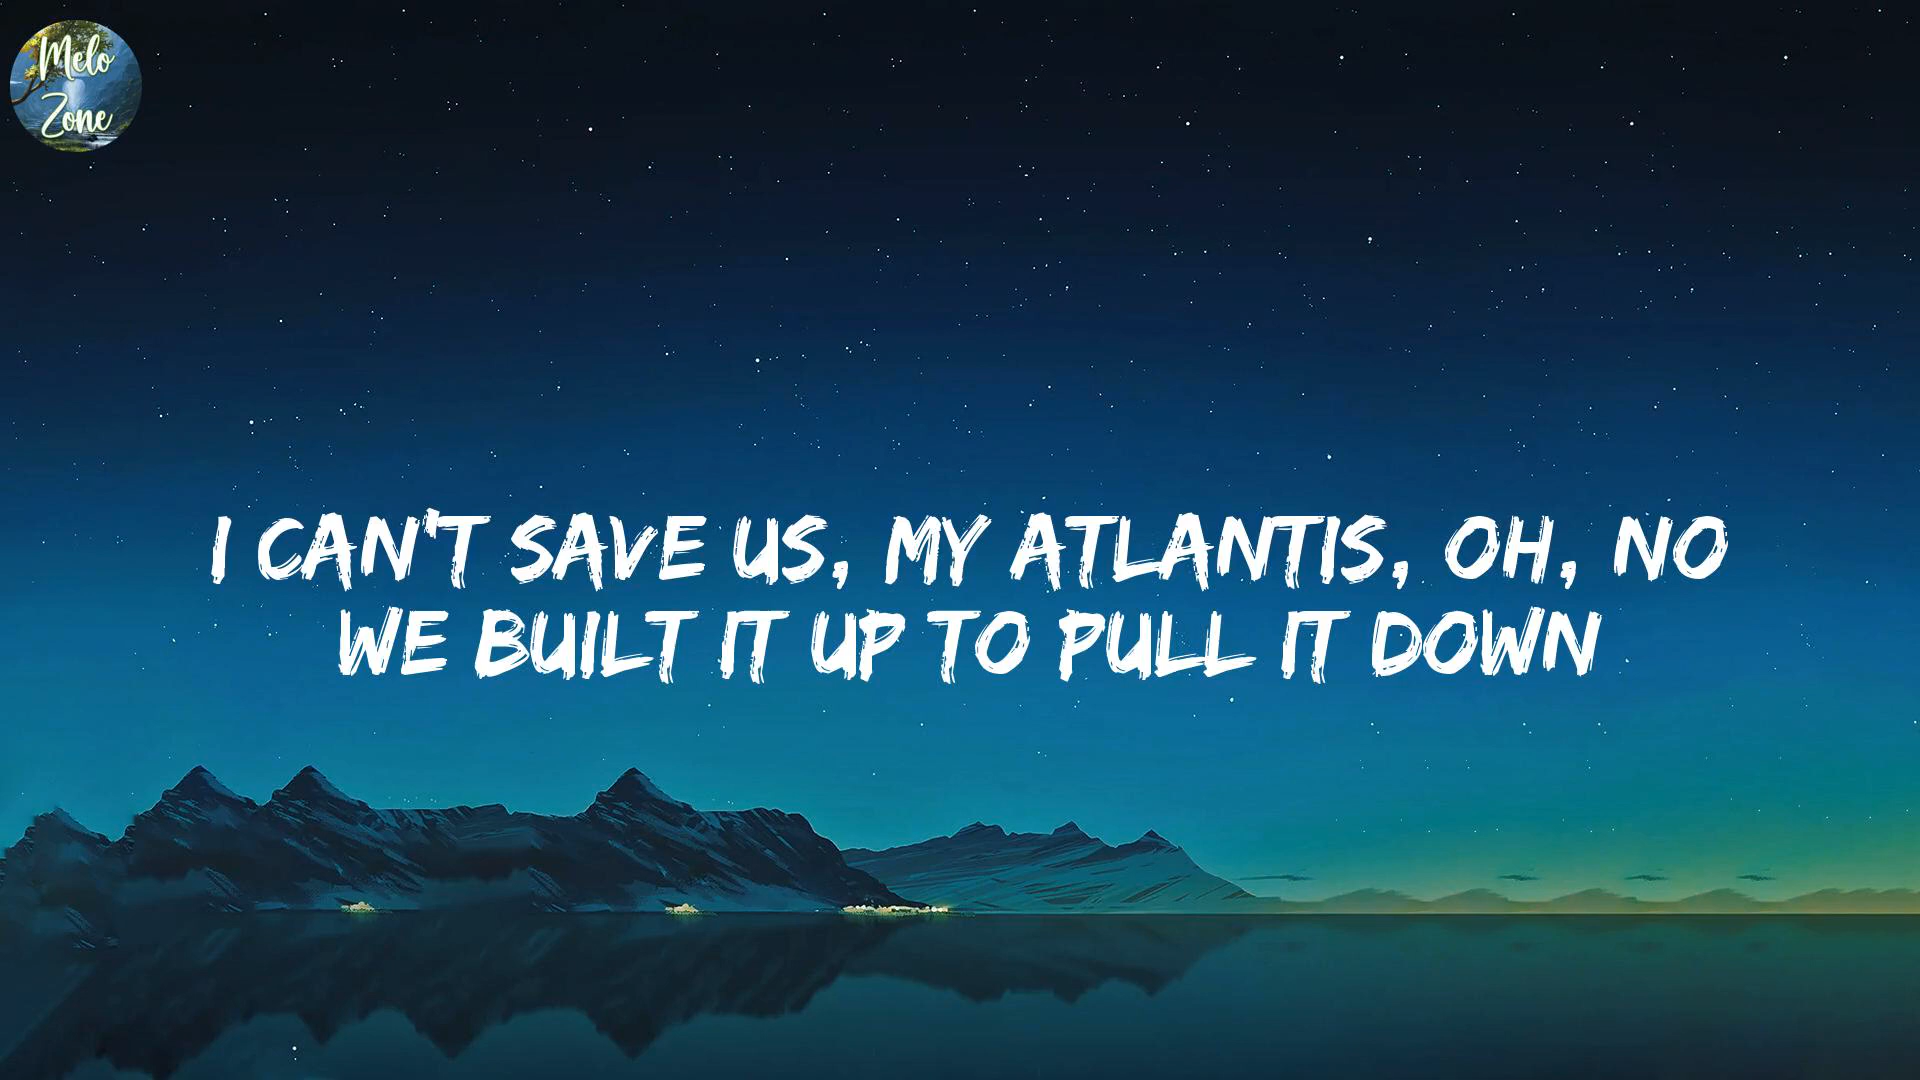 Melo
Zone
I CAN'T SAVE US, MY ATLANTIS, OH, NO
WE BUILT IT UP TO PULL IT DOWN